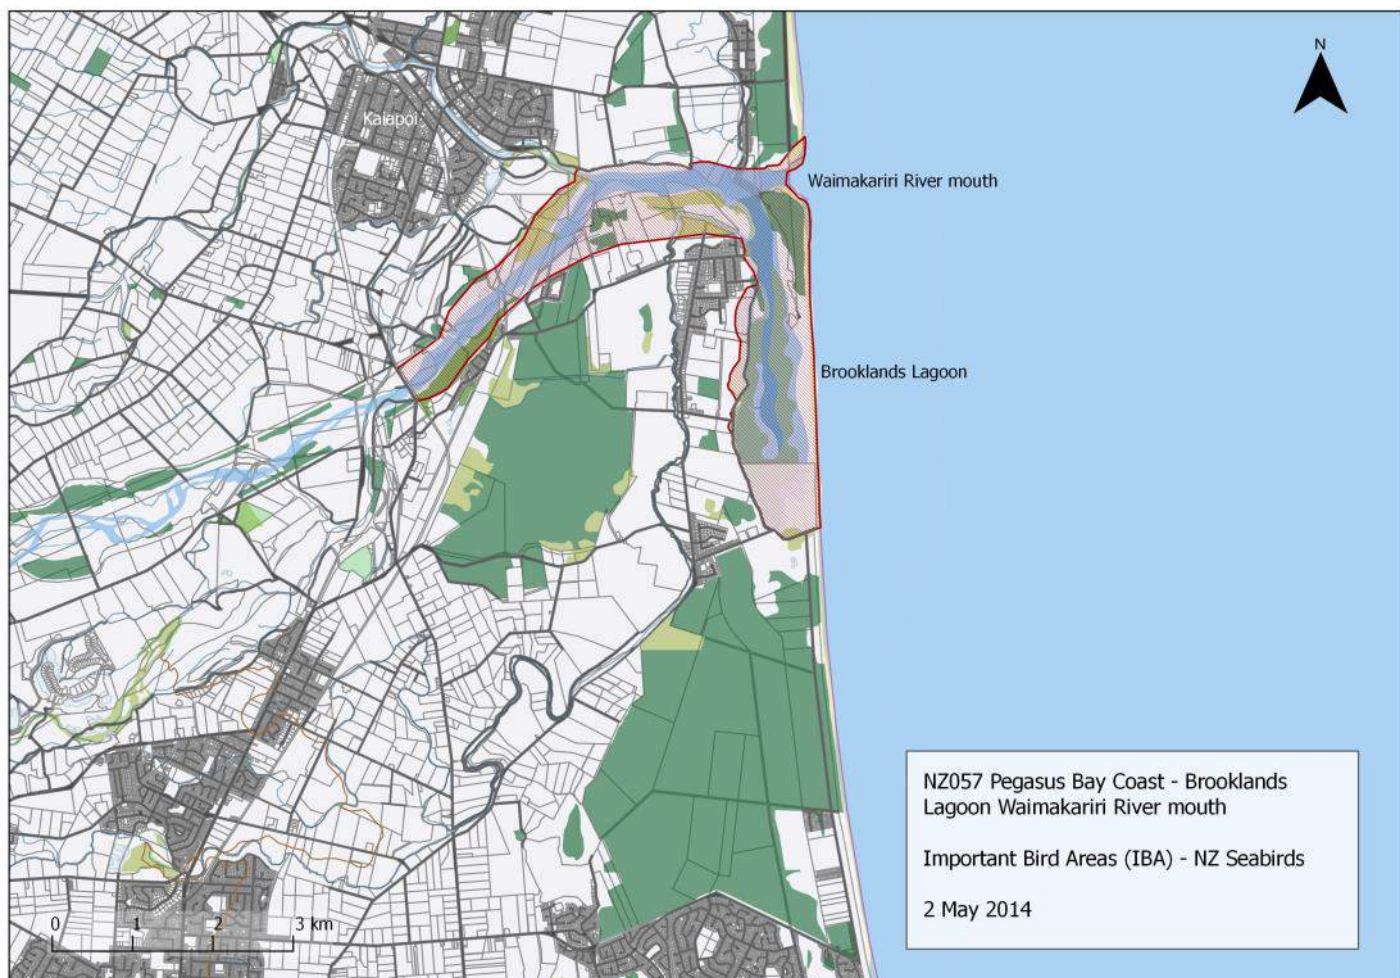 N
Kaiapoi
Waimakariri River mouth
Brooklands Lagoon
NZ057 Pegasus Bay Coast - Brooklands
Lagoon Waimakariri River mouth
Important Bird Areas (IBA) - NZ Seabirds
2 May 2014
0 1 2 3 km